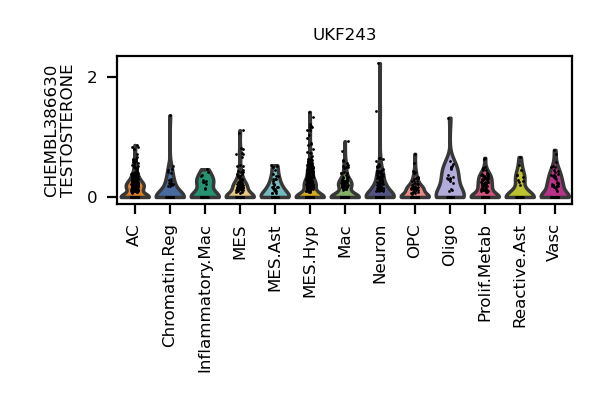 UKF243
CHEMBL386630
TESTOSTERONE
2
0
AC
Chromatin.Reg
Inflammatory.Mac
MES
MES.Ast
MES.Hyp
Mac
Neuron
OPC
Oligo
Prolif.Metab
Reactive.Ast
Vasc